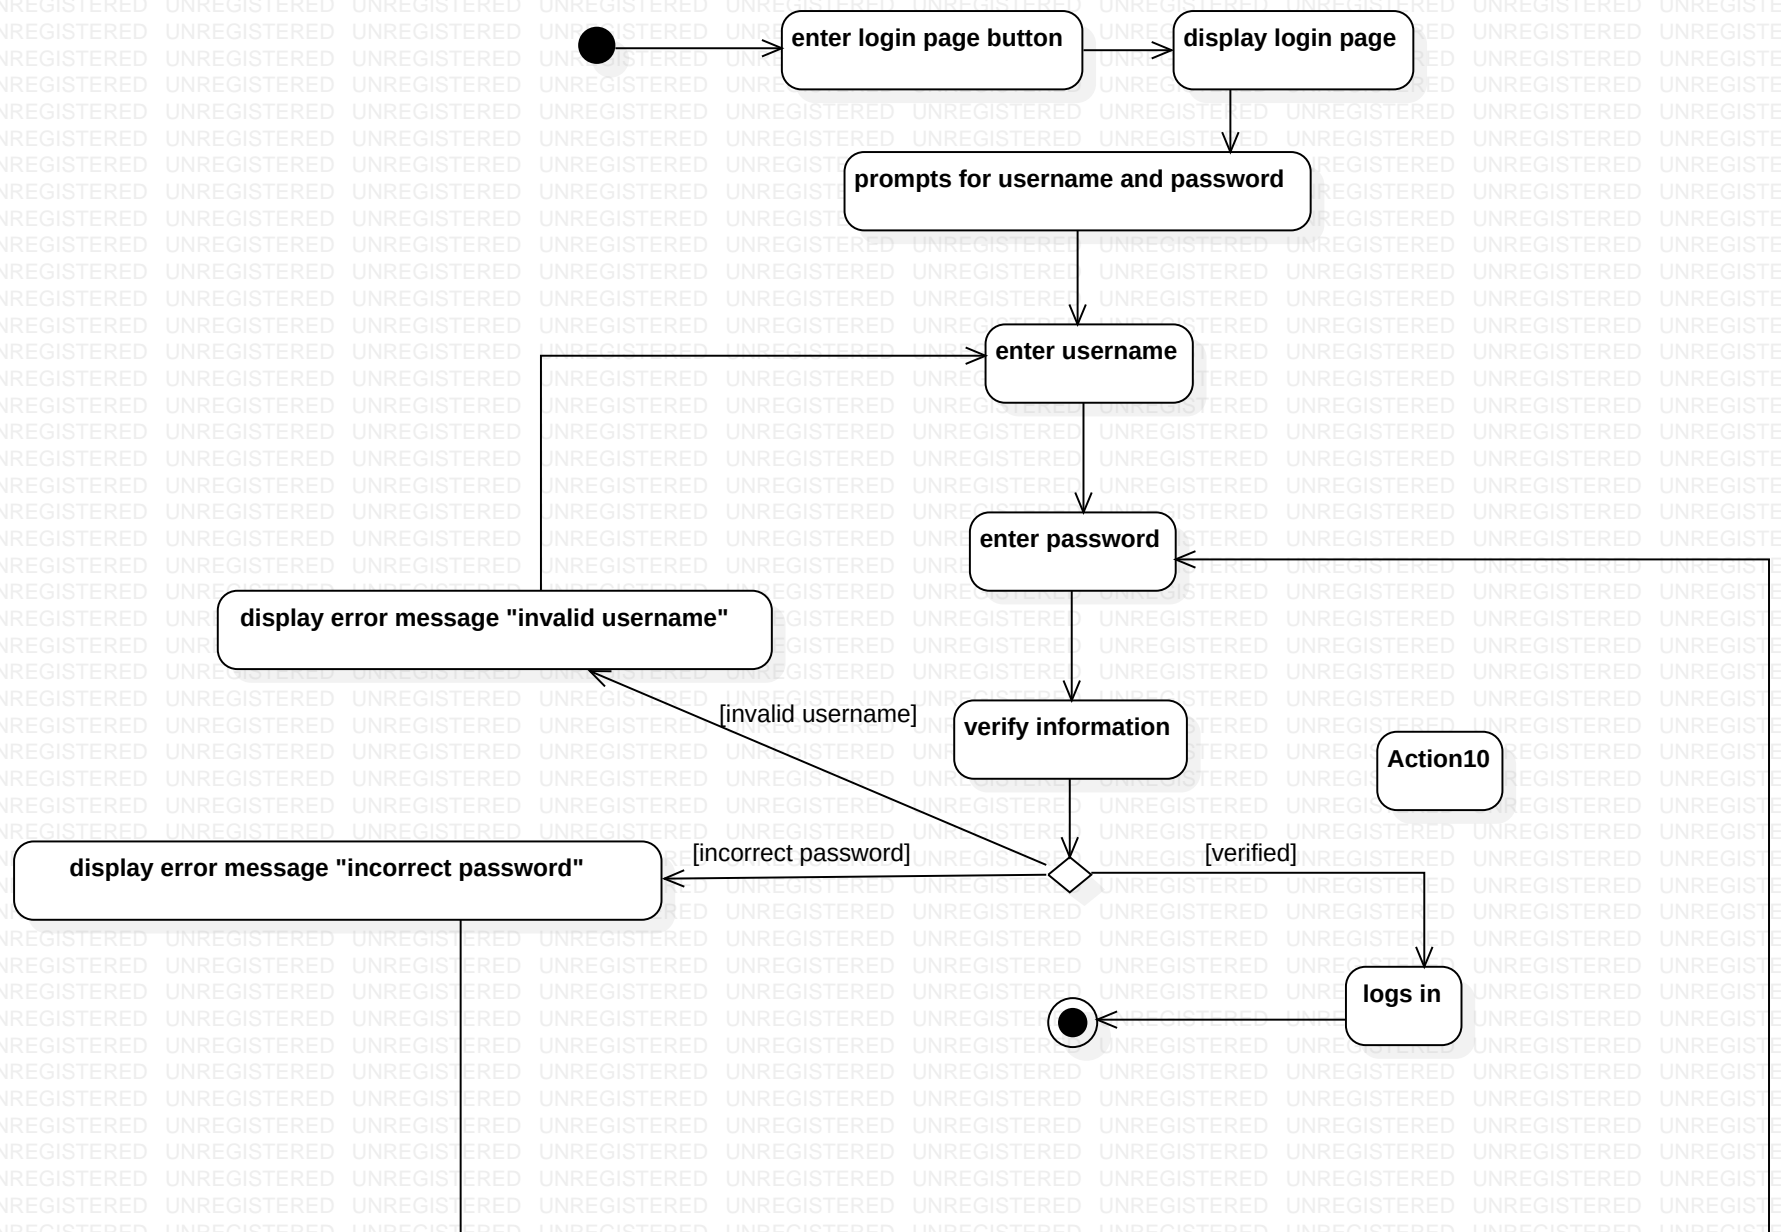 enter login page button
display login page
prompts for username and password
enter username
enter password
display error message "invalid username"
[invalid username]
verify information
Action10
display error message "incorrect password"
[incorrect password]
[verified]
logs in
UNREGISTERED